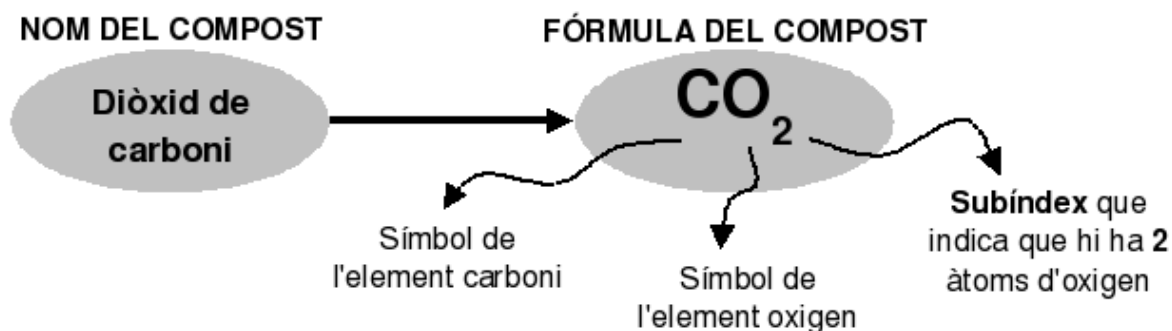 NOM DEL COMPOST
Diòxid de
carboni
FÓRMULA DEL COMPOST
CO2
Símbol de
l'element carboni
Símbol de
l'element oxigen
Subíndex que
indica que hi ha 2
àtoms d'oxigen